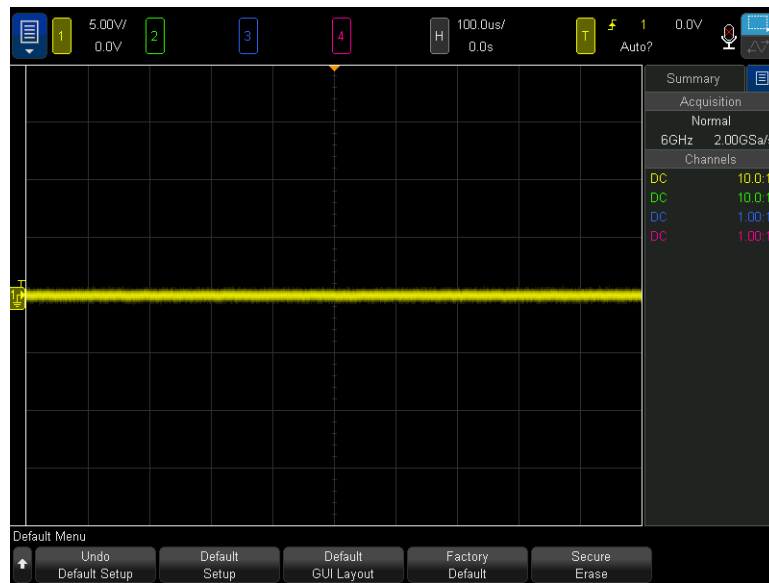 1
5.00V/
0.0V
2
3
4
H
100.0us/
0.0s
T
1
0.0V
Auto?
Summary
Acquisition
Normal
6GHz 2.00GSa/s
Channels
DC 10.0:1
DC 10.0:1
DC 1.00:1
DC 1.00:1
T
1
Default Menu
Undo
Default Setup
Default
Setup
Default
GUI Layout
Factory
Default
Secure
Erase